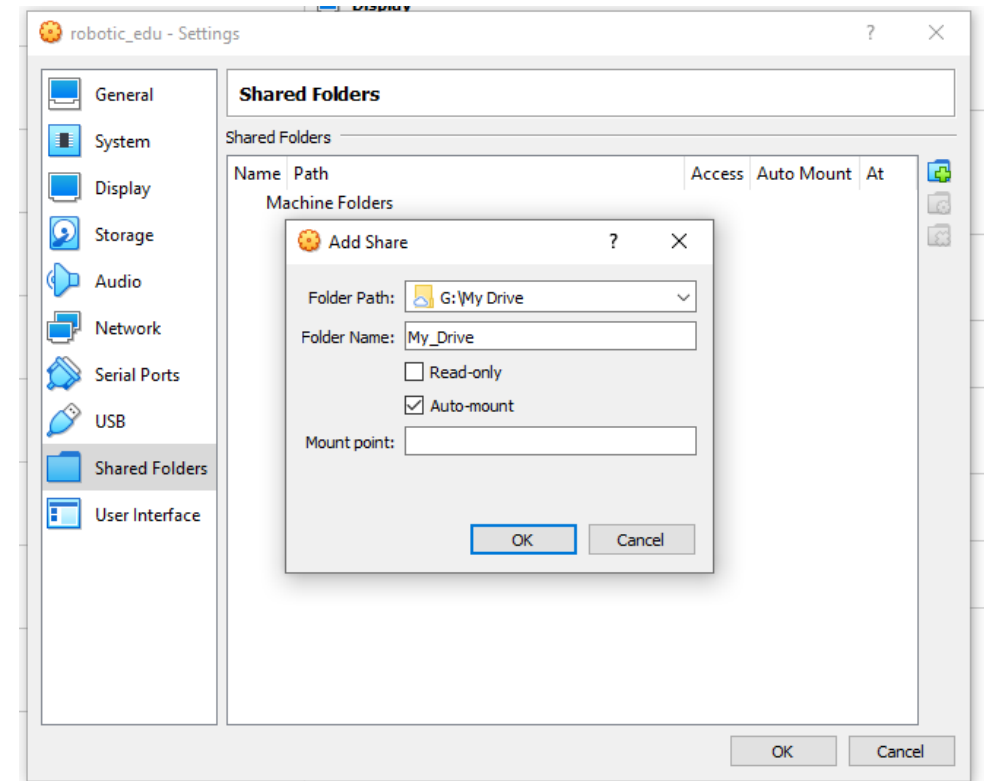 Display
robotic_edu - Settings ?
General
System
Display
Storage
Audio
Network
Serial Ports
USB
Shared Folders
User Interface
Shared Folders
Shared Folders
Name Path Access Auto Mount At
Machine Folders
Add Share ?
Folder Path: G:\My Drive
Folder Name: My_Drive
Read-only
Auto-mount
Mount point:
OK Cancel
OK Cancel